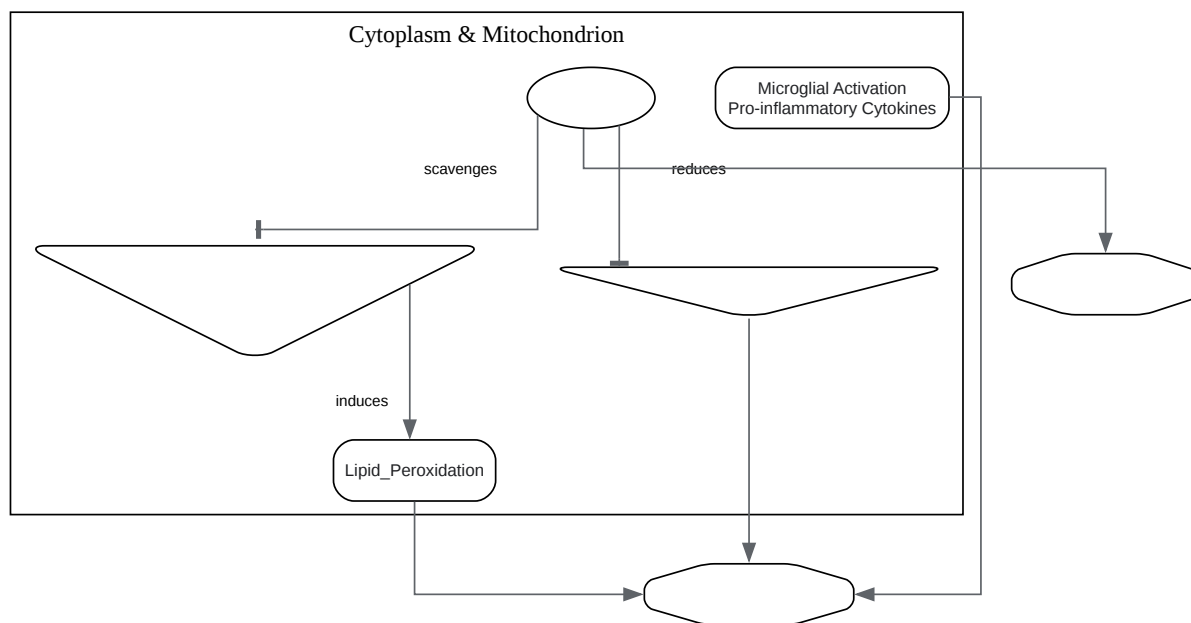 Cytoplasm & Mitochondrion
Microglial Activation
Pro-inflammatory Cytokines
scavenges
reduces
induces
Lipid_Peroxidation